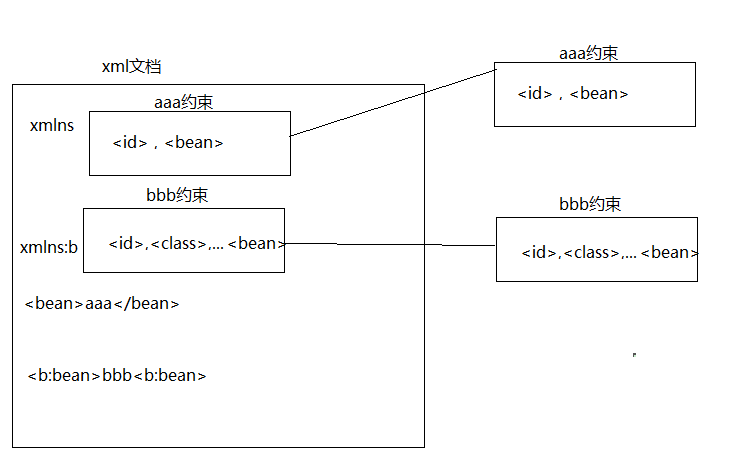 xml文档
xmlns
aaa约束
<id>，<bean>
xmlns:b
bbb约束
<id>,<class>,... <bean>
<bean>aaa</bean>
<b:bean>bbb<b:bean>
aaa约束
<id>，<bean>
bbb约束
<id>,<class>,... <bean>